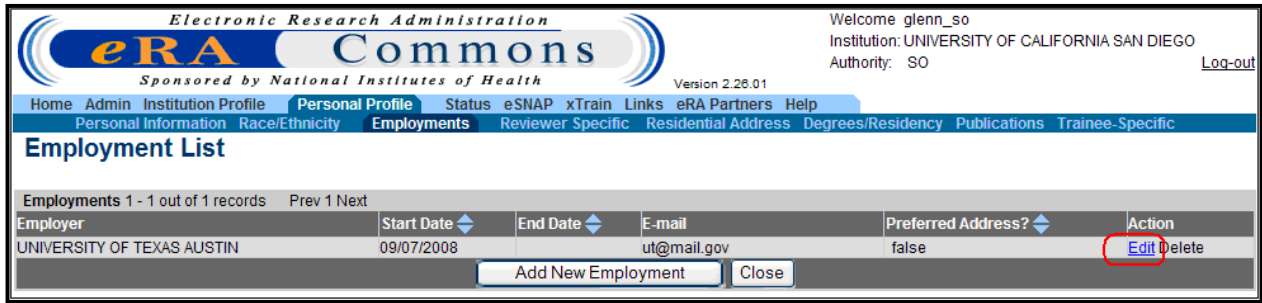 Electronic Research Administration
eRA Commons
Sponsored by National Institutes of Health
Version 2.26.01
Welcome glenn_so
Institution: UNIVERSITY OF CALIFORNIA SAN DIEGO
Authority: SO
Log-out
Home Admin Institution Profile Personal Profile Status eSNAP xTrain Links eRA Partners Help
Personal Information Race/Ethnicity Employments Reviewer Specific Residential Address Degrees/Residency Publications Trainee-Specific
Employment List
Employments 1 - 1 out of 1 records Prev 1 Next
Employer Start Date End Date E-mail Preferred Address? Action
UNIVERSITY OF TEXAS AUSTIN 09/07/2008 ut@mail.gov false Edit Delete
Add New Employment Close